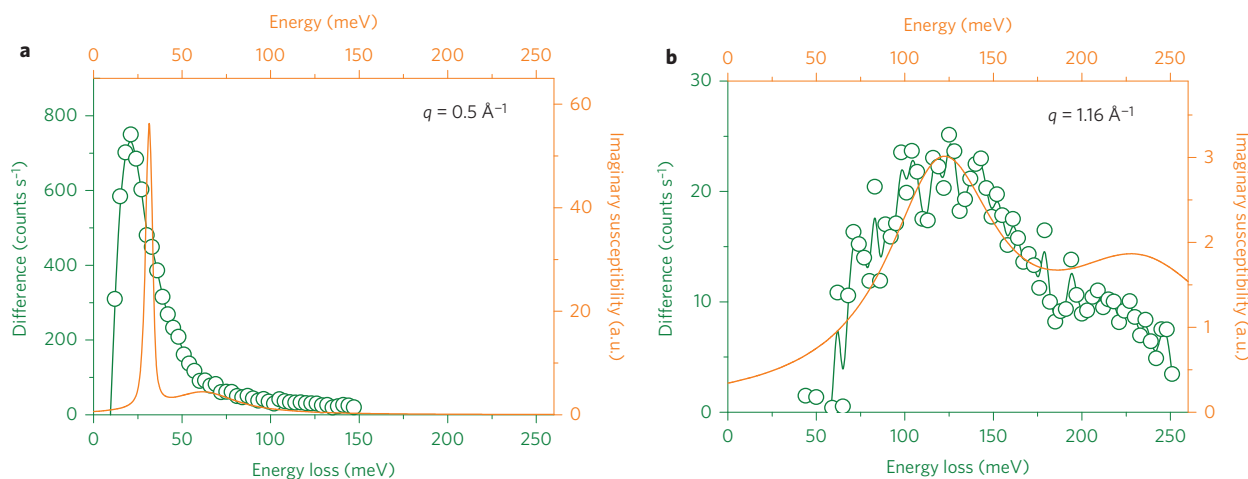 a
Energy (meV)
0 50 100 150 200 250
800
600
400
200
0
Difference (counts s⁻¹)
q = 0.5 Å⁻¹
60
40
20
0
Imaginary susceptibility (a.u.)
0 50 100 150 200 250
Energy loss (meV)
b
Energy (meV)
0 50 100 150 200 250
30
20
10
0
Difference (counts s⁻¹)
q = 1.16 Å⁻¹
3
2
1
0
Imaginary susceptibility (a.u.)
0 50 100 150 200 250
Energy loss (meV)